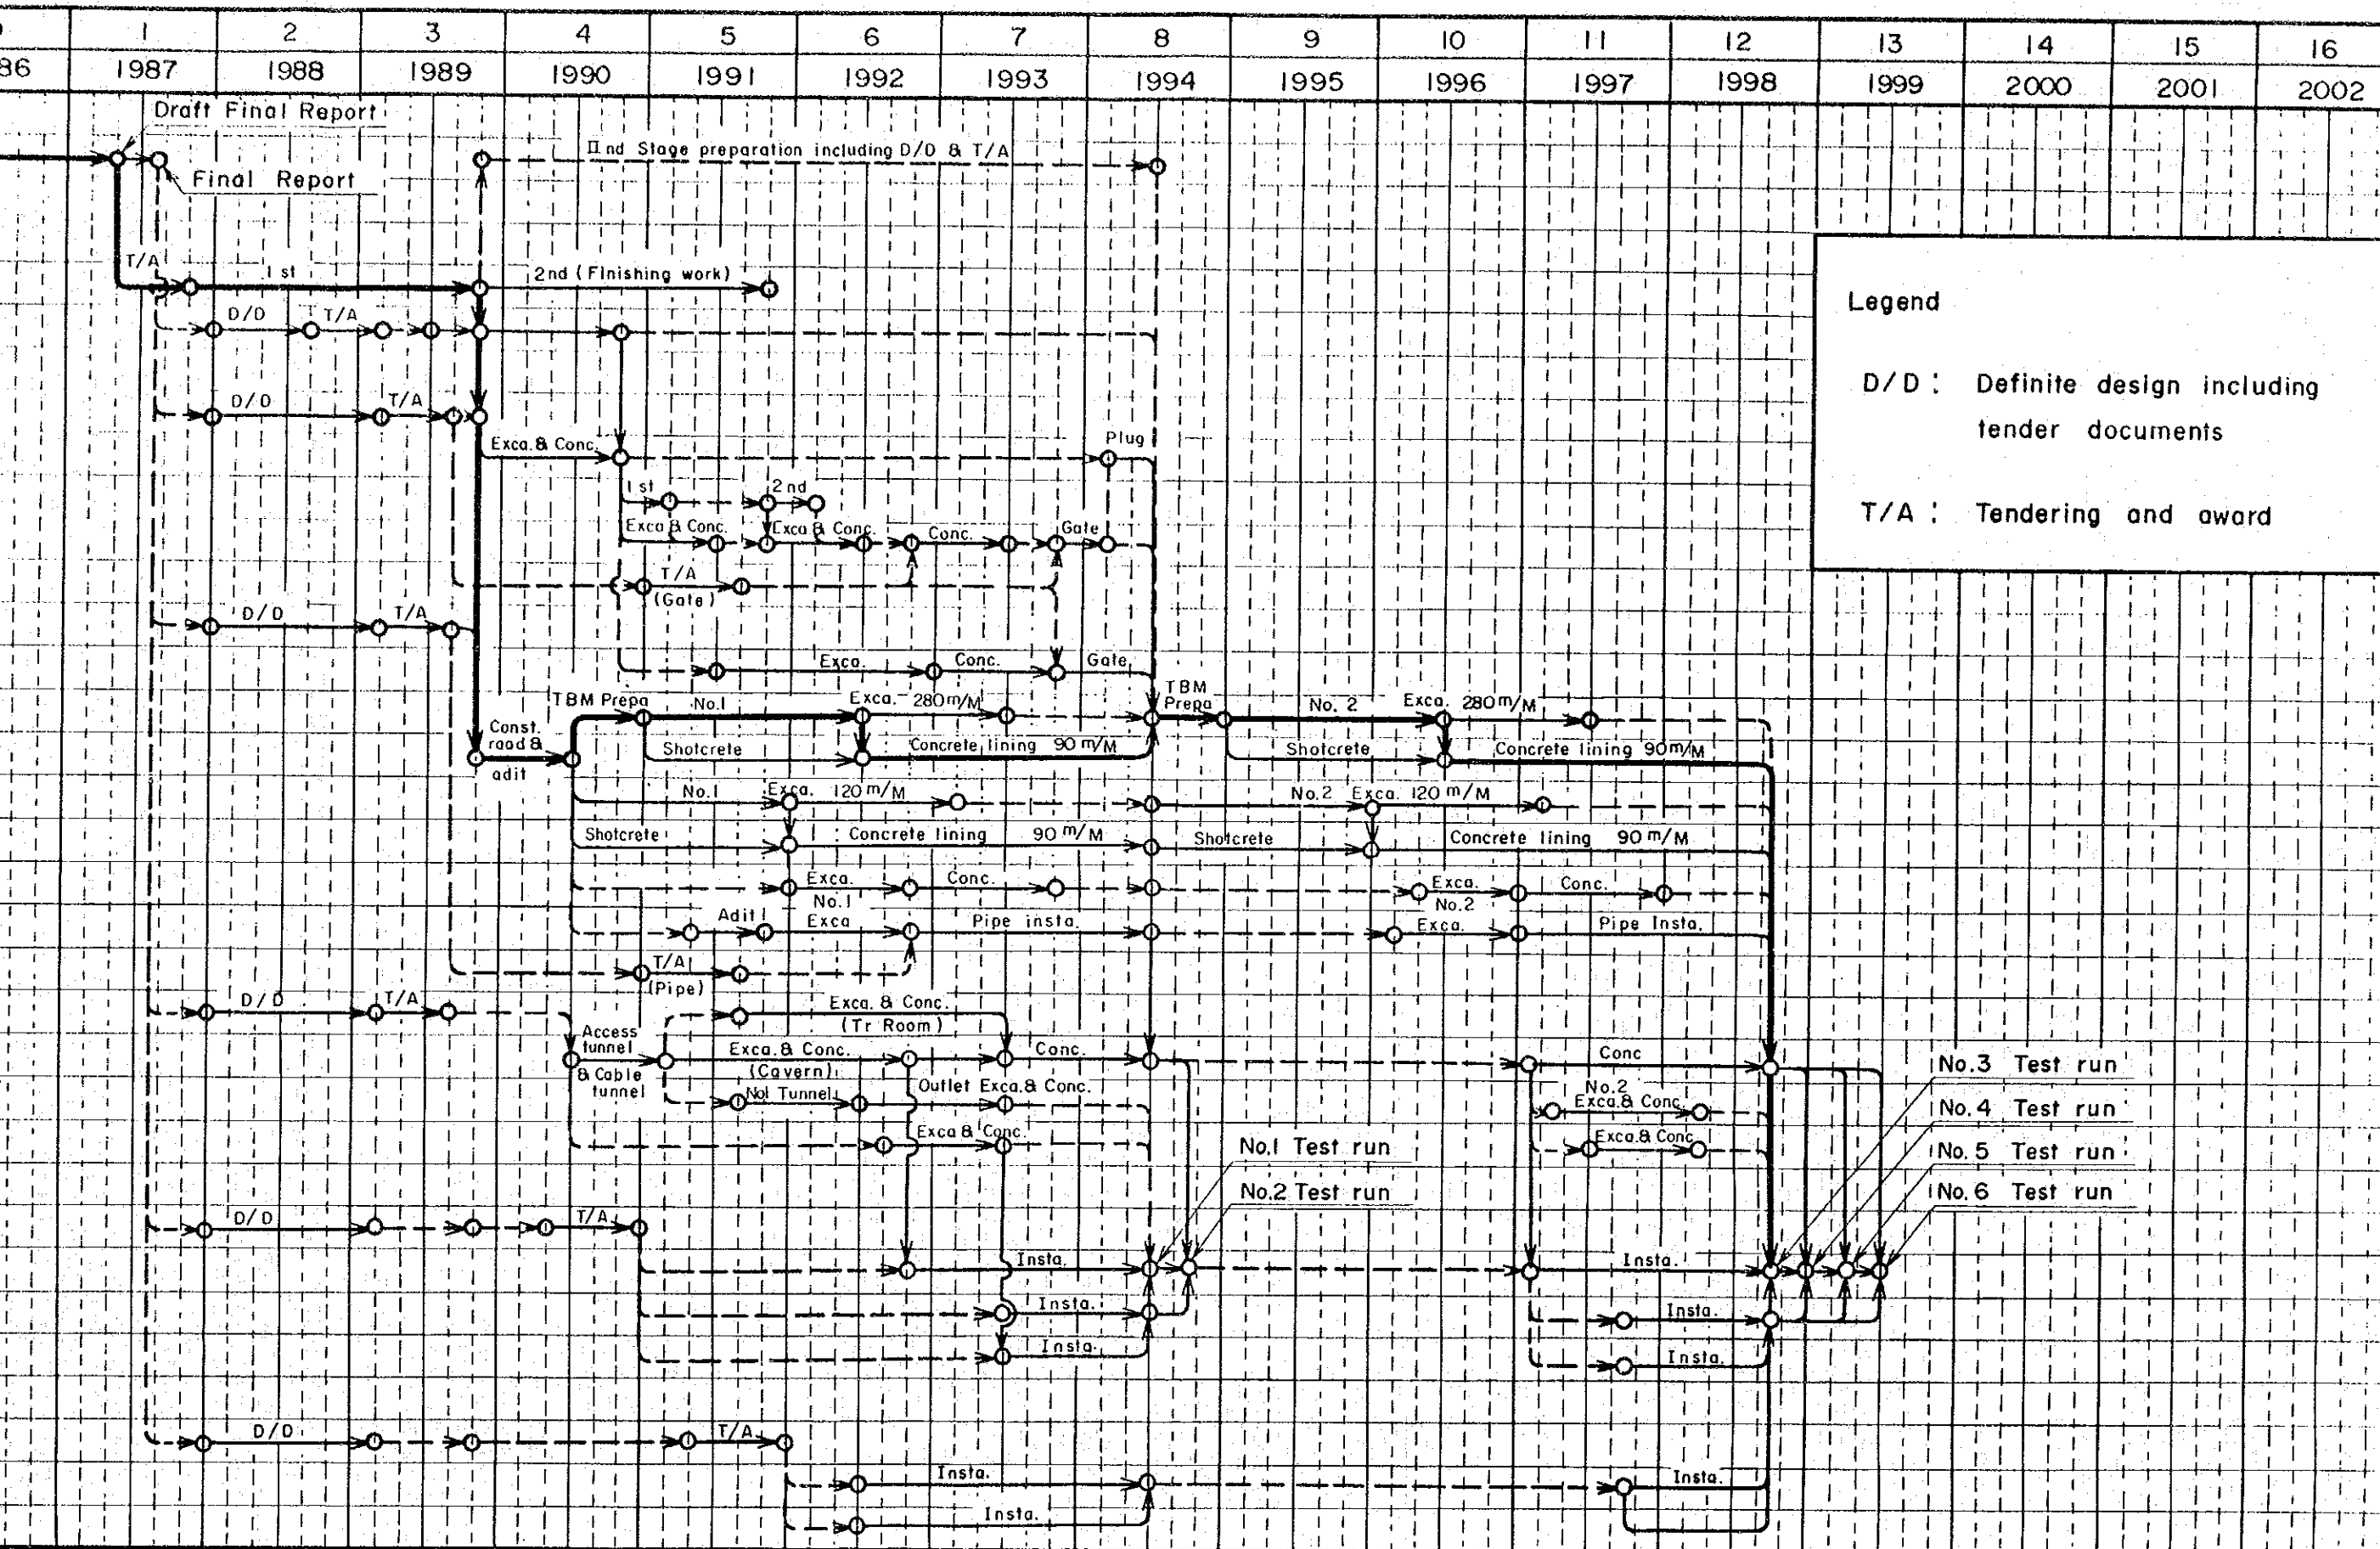 1 2 3 4 5 6 7 8 9 10 11 12 13 14 15 16
86 1987 1988 1989 1990 1991 1992 1993 1994 1995 1996 1997 1998 1999 2000 2001 2002
Draft Final Report
IInd Stage preparation including D/D & T/A
Final Report
T/A 1st 2nd (Finishing work)
D/D T/A
D/D T/A
Exca. & Conc. Plug
1st 2nd
Exca & Conc. Exca & Conc. Conc. Gate
T/A
(Gate)
D/D T/A
Exca. Conc. Gate
TBM Prepa No.1 Exca. 280m/M TBM
Prepa No. 2 Exca. 280m/M
Const.
road &
adit
Shotcrete Concrete lining 90m/M Shotcrete Concrete lining 90m/M
No.1 Exca. 120m/M No.2 Exca. 120m/M
Shotcrete Concrete lining 90m/M Shotcrete Concrete lining 90m/M
Exca. Conc. Exca. Conc.
No.1 No.2
Adit Exca Pipe insta. Exca. Pipe Insta.
T/A
(Pipe)
D/D T/A Exca. & Conc.
(Tr Room)
Access
tunnel
& Cable
tunnel
Exca. & Conc. Conc. Conc
(Cavern)
No1 Tunnel Outlet Exca. & Conc. No.2
Exca. & Conc.
Exca & Conc. Exca. & Conc
No.1 Test run
No.2 Test run
No.3 Test run
No.4 Test run
No.5 Test run
No.6 Test run
D/D T/A
Insta. Insta.
Insta. Insta.
Insta. Insta.
D/D T/A
Insta. Insta.
Insta.
Legend
D/D : Definite design including
tender documents
T/A : Tendering and award